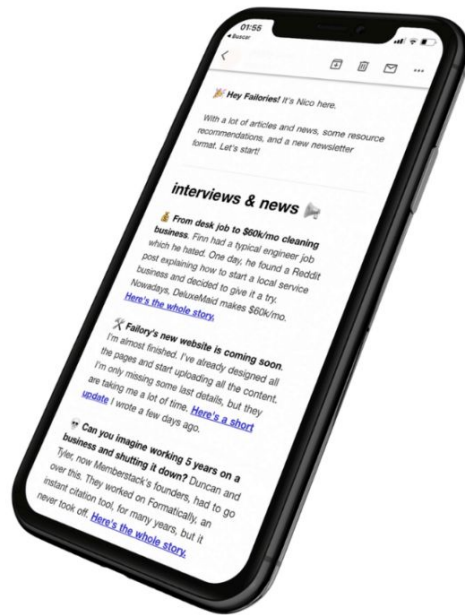 01:55
Buscar
Hey Failories! It's Nico here.
With a lot of articles and news, some resource
recommendations, and a new newsletter
format. Let's start!
interviews & news
From desk job to $60k/mo cleaning
business. Finn had a typical engineer job
which he hated. One day, he found a Reddit
post explaining how to start a local service
business and decided to give it a try.
Nowadays, DeluxeMaid makes $60k/mo.
Here's the whole story.
Failory's new website is coming soon.
I'm almost finished. I've already designed all
the pages and start uploading all the content.
I'm only missing some last details, but they
are taking me a lot of time. Here's a short
update I wrote a few days ago.
Can you imagine working 5 years on a
business and shutting it down? Duncan and
Tyler, now Memberstack's founders, had to go
over this. They worked on Formatically, an
instant citation tool, for many years, but it
never took off. Here's the whole story.